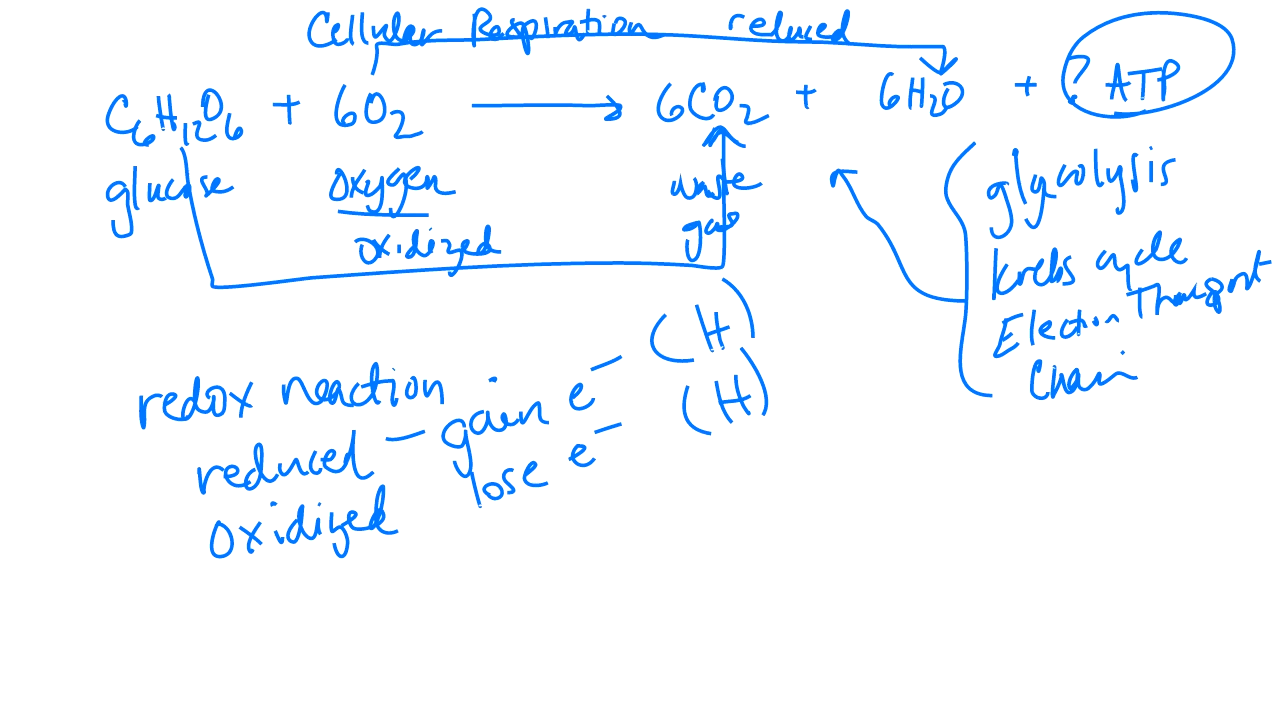 Cellular Respiration reduced
C6H12O6 + 6O2 → 6CO2 + 6H2O + ? ATP
glucose oxygen waste gas
oxidized
glycolysis
Krebs cycle
Electron Transport
Chain
redox reaction
reduced — gain e⁻ (H)
oxidized lose e⁻ (H)